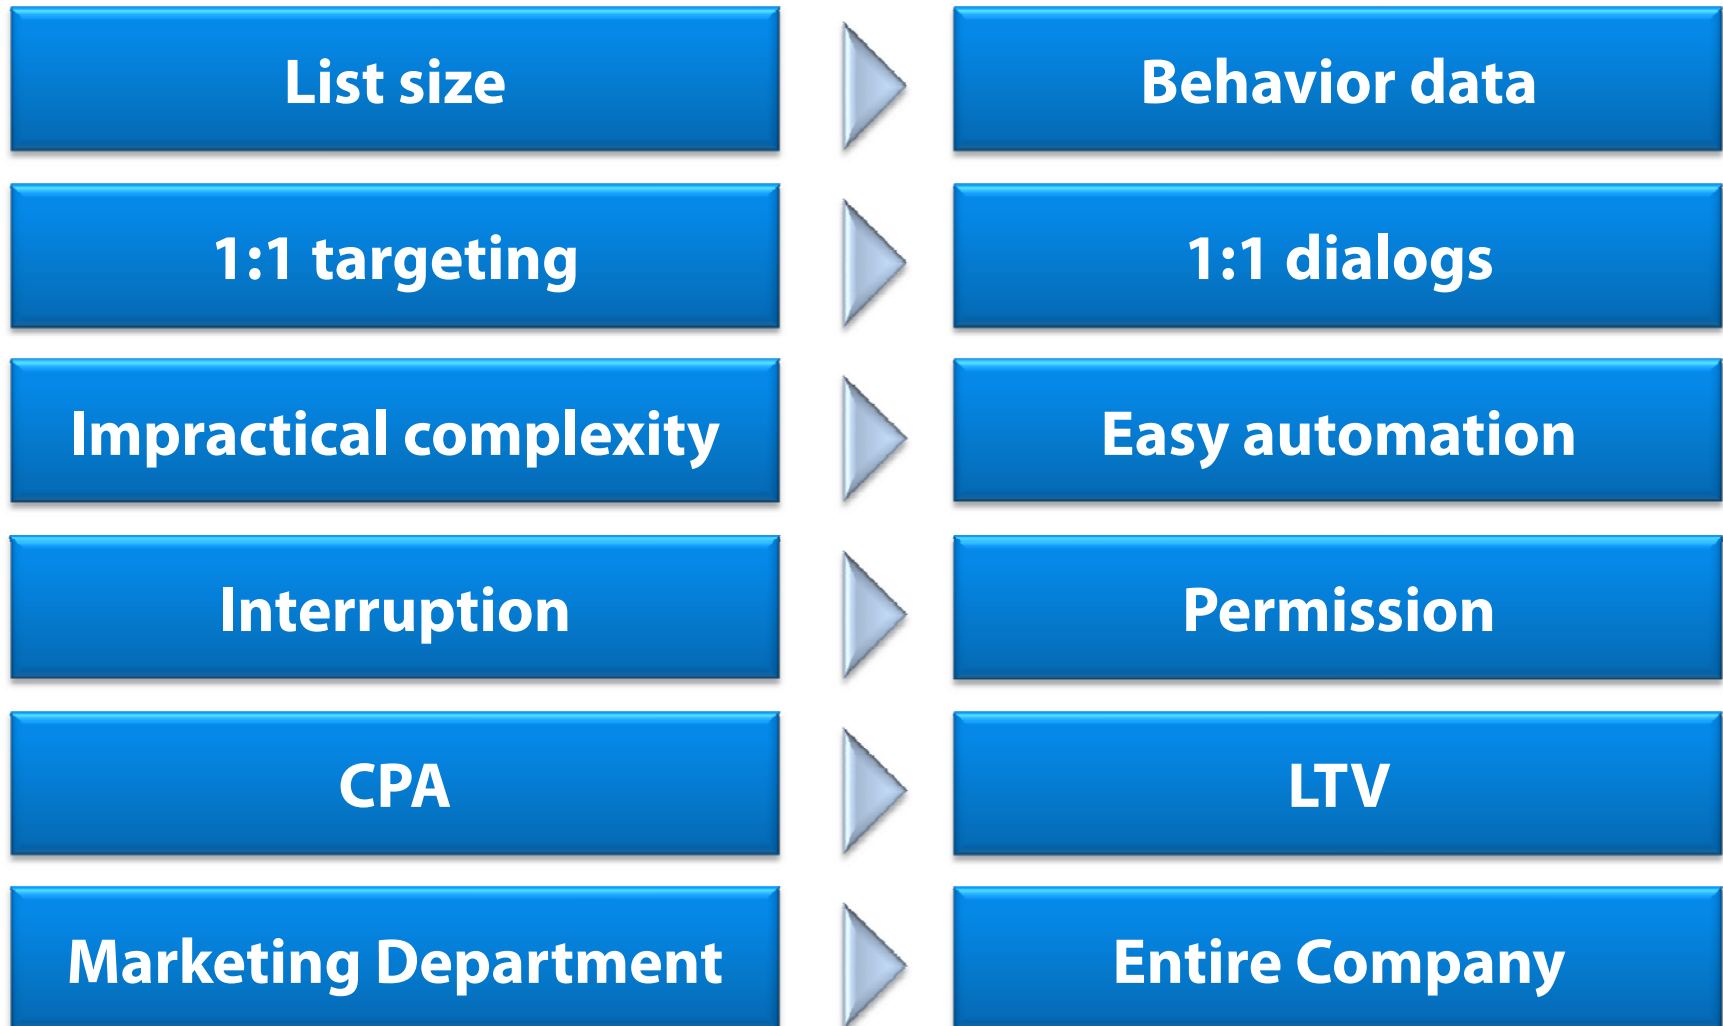 List size
Behavior data
1:1 targeting
1:1 dialogs
Impractical complexity
Easy automation
Interruption
Permission
CPA
LTV
Marketing Department
Entire Company